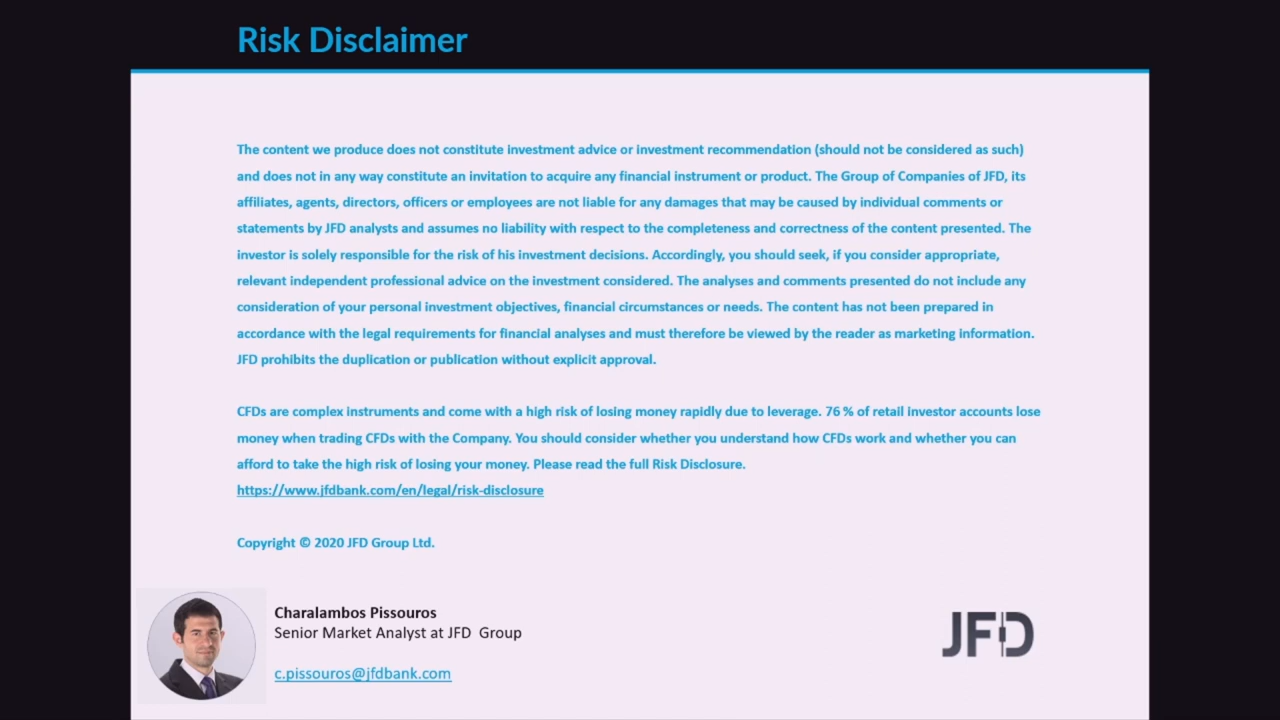 Risk Disclaimer
The content we produce does not constitute investment advice or investment recommendation (should not be considered as such)
and does not in any way constitute an invitation to acquire any financial instrument or product. The Group of Companies of JFD, its
affiliates, agents, directors, officers or employees are not liable for any damages that may be caused by individual comments or
statements by JFD analysts and assumes no liability with respect to the completeness and correctness of the content presented. The
investor is solely responsible for the risk of his investment decisions. Accordingly, you should seek, if you consider appropriate,
relevant independent professional advice on the investment considered. The analyses and comments presented do not include any
consideration of your personal investment objectives, financial circumstances or needs. The content has not been prepared in
accordance with the legal requirements for financial analyses and must therefore be viewed by the reader as marketing information.
JFD prohibits the duplication or publication without explicit approval.
CFDs are complex instruments and come with a high risk of losing money rapidly due to leverage. 76 % of retail investor accounts lose
money when trading CFDs with the Company. You should consider whether you understand how CFDs work and whether you can
afford to take the high risk of losing your money. Please read the full Risk Disclosure.
https://www.jfdbank.com/en/legal/risk-disclosure
Copyright © 2020 JFD Group Ltd.
Charalambos Pissouros
Senior Market Analyst at JFD Group
c.pissouros@jfdbank.com
JFD